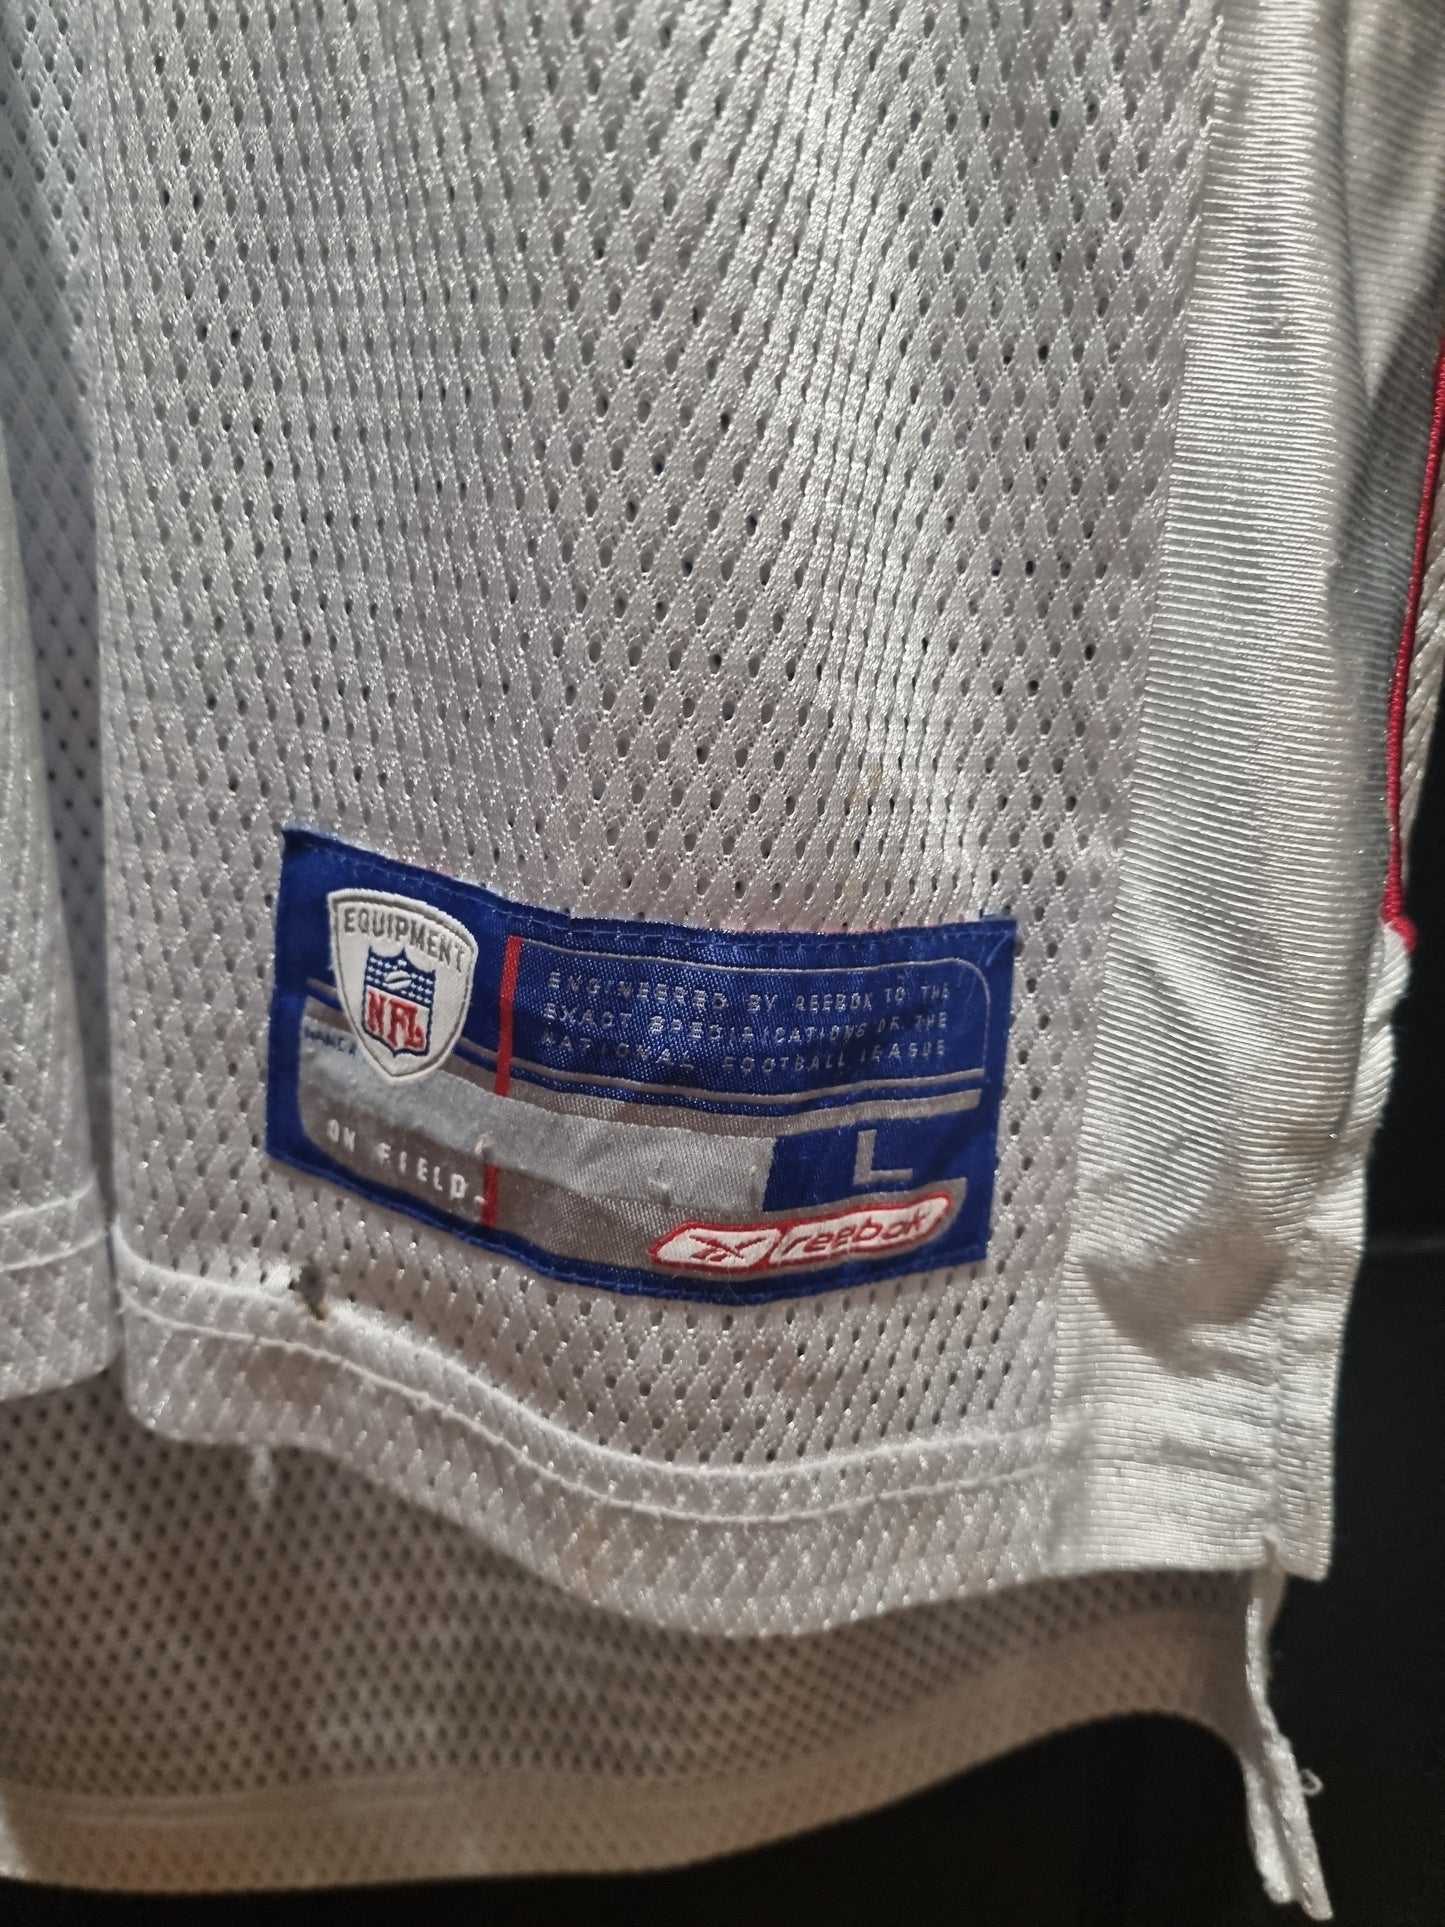 EQUIPMENT
NFL
ENGINEERED BY REEBOK TO THE
EXACT SPECIFICATIONS OF THE
NATIONAL FOOTBALL LEAGUE
ON FIELD
L
reebok